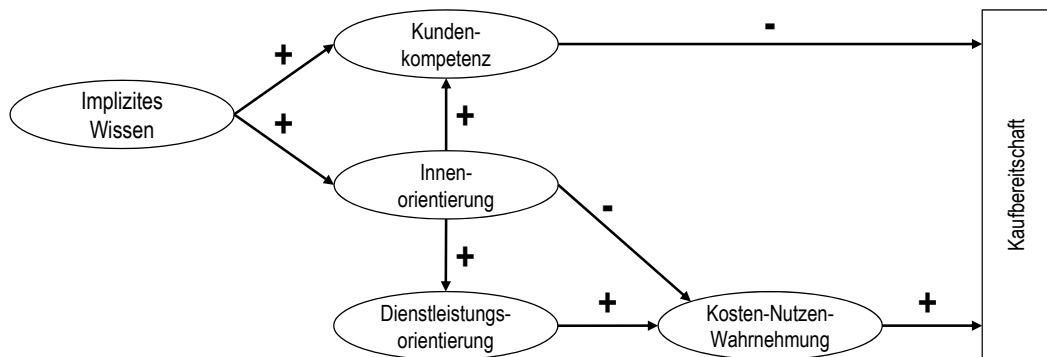 Kunden-
kompetenz
-
+
Implizites
Wissen
+
+
Innen-
orientierung
-
+
Dienstleistungs-
orientierung
+
Kosten-Nutzen-
Wahrnehmung
+
Kaufbereitschaft